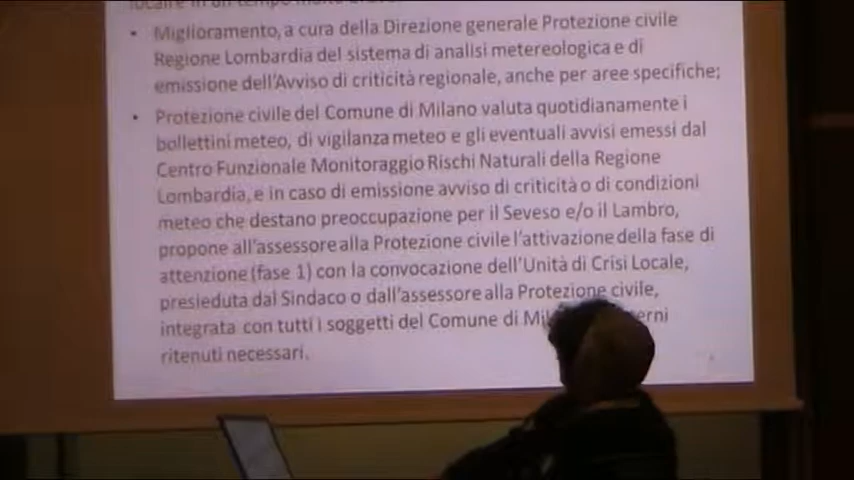 locale in un tempo molto
• Miglioramento, a cura della Direzione generale Protezione civile
Regione Lombardia del sistema di analisi metereologica e di
emissione dell'Avviso di criticità regionale, anche per aree specifiche;
• Protezione civile del Comune di Milano valuta quotidianamente i
bollettini meteo, di vigilanza meteo e gli eventuali avvisi emessi dal
Centro Funzionale Monitoraggio Rischi Naturali della Regione
Lombardia, e in caso di emissione avviso di criticità o di condizioni
meteo che destano preoccupazione per il Seveso e/o il Lambro,
propone all'assessore alla Protezione civile l'attivazione della fase di
attenzione (fase 1) con la convocazione dell'Unità di Crisi Locale,
presieduta dal Sindaco o dall'assessore alla Protezione civile,
integrata con tutti i soggetti del Comune di
ritenuti necessari.